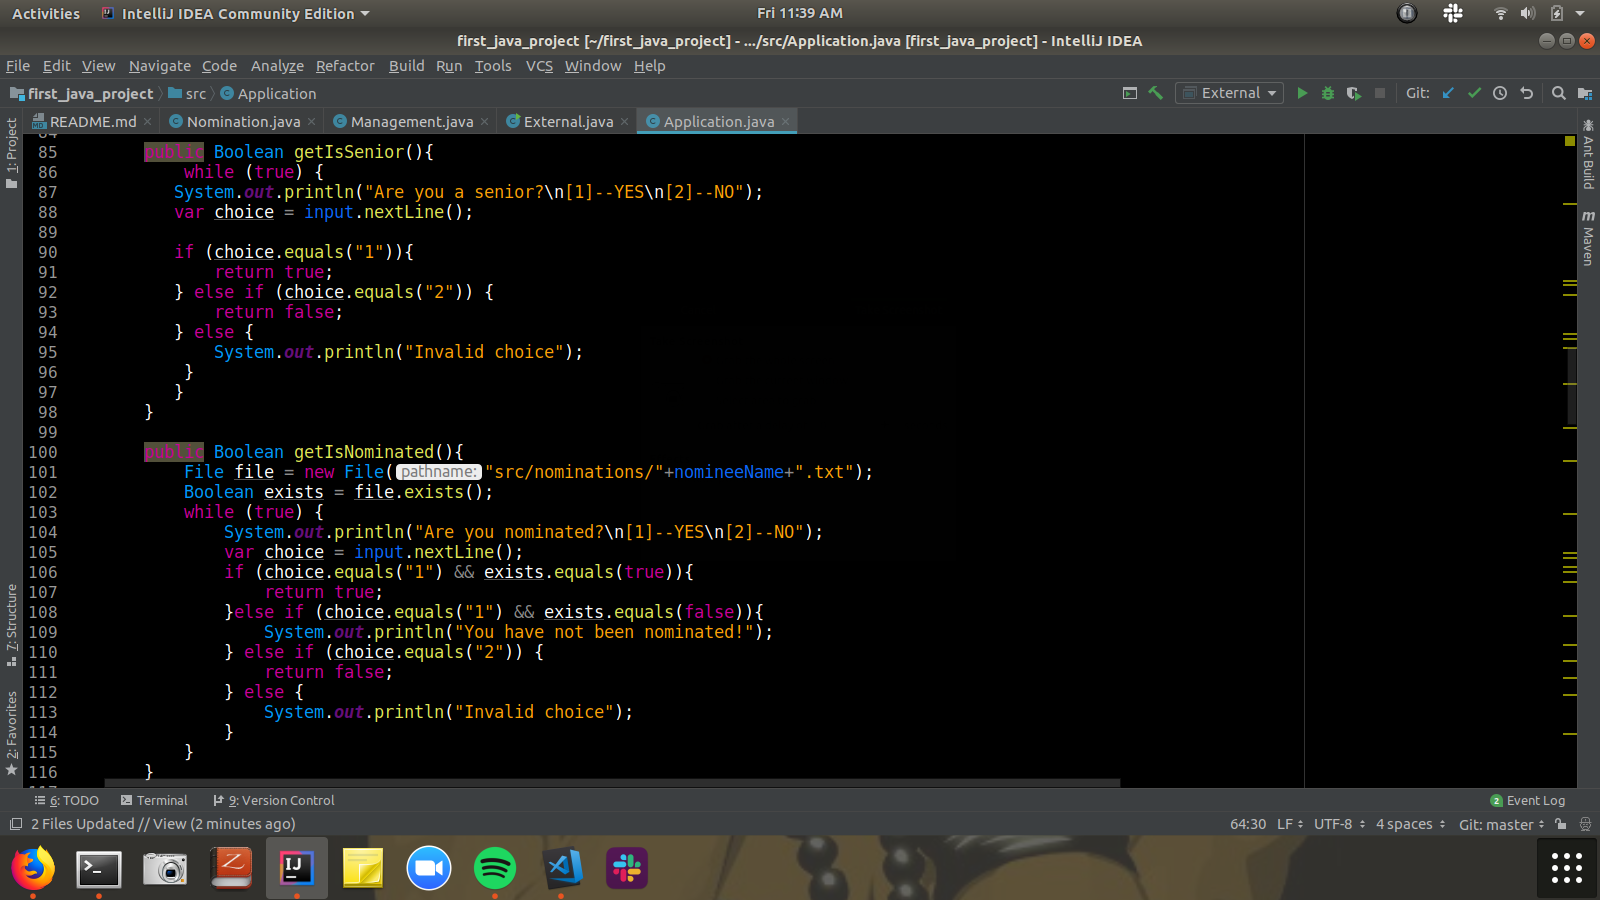 Activities IntelliJ IDEA Community Edition Fri 11:39 AM
first_java_project [~/first_java_project] - .../src/Application.java [first_java_project] - IntelliJ IDEA
File Edit View Navigate Code Analyze Refactor Build Run Tools VCS Window Help
first_java_project src Application External Git:
README.md Nomination.java Management.java External.java Application.java
1: Project
7: Structure
2: Favorites
Ant Build
Maven
85 public Boolean getIsSenior(){
86 while (true) {
87 System.out.println("Are you a senior?\n[1]--YES\n[2]--NO");
88 var choice = input.nextLine();
89
90 if (choice.equals("1")){
91 return true;
92 } else if (choice.equals("2")) {
93 return false;
94 } else {
95 System.out.println("Invalid choice");
96 }
97 }
98 }
99
100 public Boolean getIsNominated(){
101 File file = new File( pathname: "src/nominations/"+nomineeName+".txt");
102 Boolean exists = file.exists();
103 while (true) {
104 System.out.println("Are you nominated?\n[1]--YES\n[2]--NO");
105 var choice = input.nextLine();
106 if (choice.equals("1") && exists.equals(true)){
107 return true;
108 }else if (choice.equals("1") && exists.equals(false)){
109 System.out.println("You have not been nominated!");
110 } else if (choice.equals("2")) {
111 return false;
112 } else {
113 System.out.println("Invalid choice");
114 }
115 }
116 }
6: TODO Terminal 9: Version Control 2 Event Log
2 Files Updated // View (2 minutes ago) 64:30 LF UTF-8 4 spaces Git: master